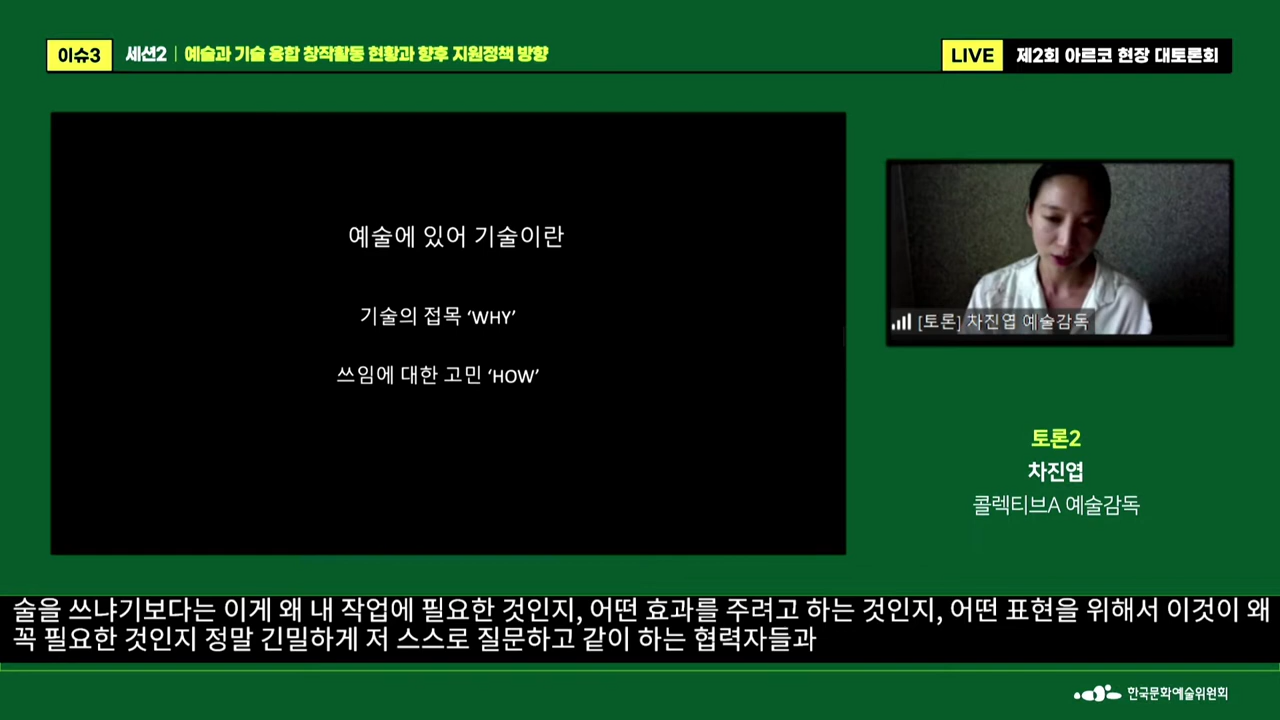 이슈3
세션2 | 예술과 기술 융합 창작활동 현황과 향후 지원정책 방향
LIVE
제2회 아르코 현장 대토론회
예술에 있어 기술이란
기술의 접목 ‘WHY’
쓰임에 대한 고민 ‘HOW’
[토론] 차진엽 예술감독
토론2
차진엽
콜렉티브A 예술감독
술을 쓰냐기보다는 이게 왜 내 작업에 필요한 것인지, 어떤 효과를 주려고 하는 것인지, 어떤 표현을 위해서 이것이 왜
꼭 필요한 것인지 정말 긴밀하게 저 스스로 질문하고 같이 하는 협력자들과
한국문화예술위원회